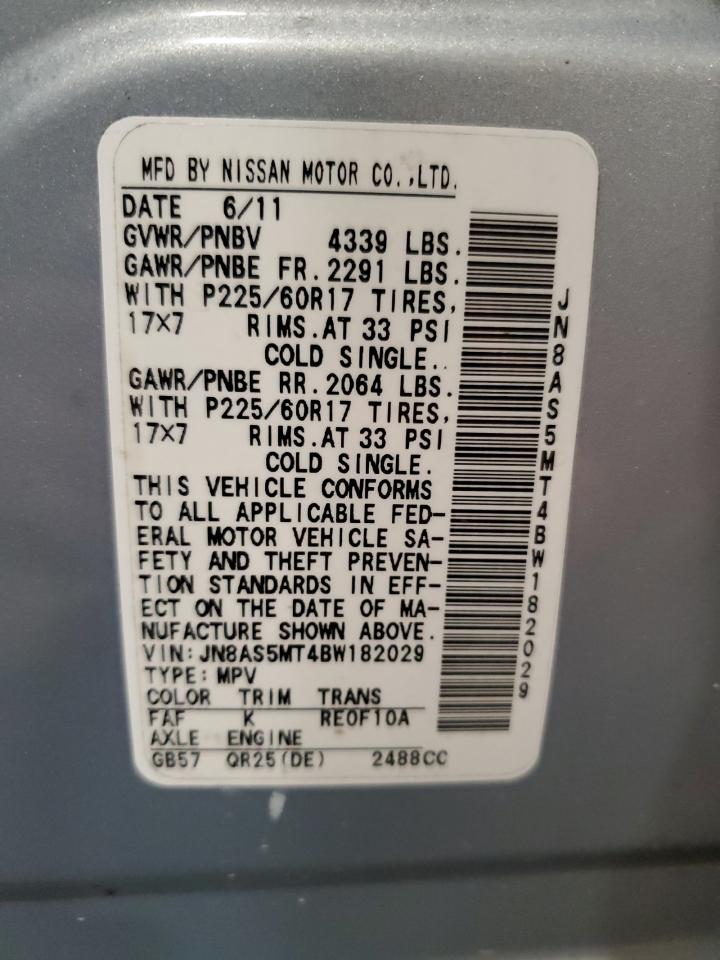 MFD BY NISSAN MOTOR CO.,LTD.
DATE 6/11
GVWR/PNBV 4339 LBS.
GAWR/PNBE FR.2291 LBS.
WITH P225/60R17 TIRES,
17X7 RIMS.AT 33 PSI
COLD SINGLE..
GAWR/PNBE RR.2064 LBS.
WITH P225/60R17 TIRES,
17X7 RIMS.AT 33 PSI
COLD SINGLE.
THIS VEHICLE CONFORMS
TO ALL APPLICABLE FED-
ERAL MOTOR VEHICLE SA-
FETY AND THEFT PREVEN-
TION STANDARDS IN EFF-
ECT ON THE DATE OF MA-
NUFACTURE SHOWN ABOVE.
VIN:JN8AS5MT4BW182029
TYPE:MPV
COLOR TRIM TRANS
FAF K RE0F10A
AXLE ENGINE
GB57 QR25(DE) 2488CC
JN8AS5MT4BW182029